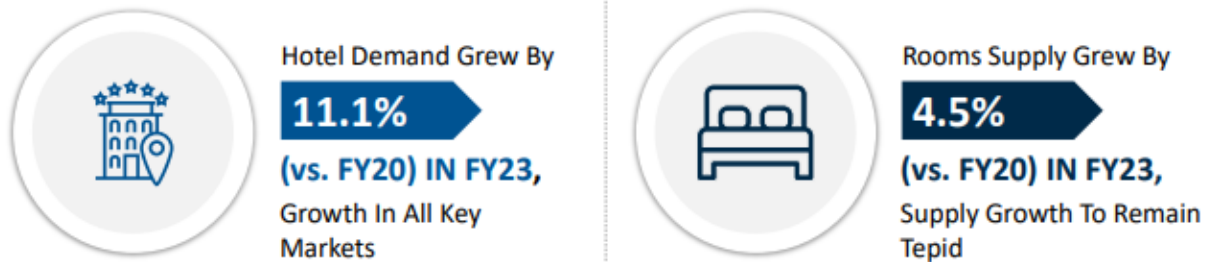 Hotel Demand Grew By
11.1%
(vs. FY20) IN FY23,
Growth In All Key
Markets
Rooms Supply Grew By
4.5%
(vs. FY20) IN FY23,
Supply Growth To Remain
Tepid